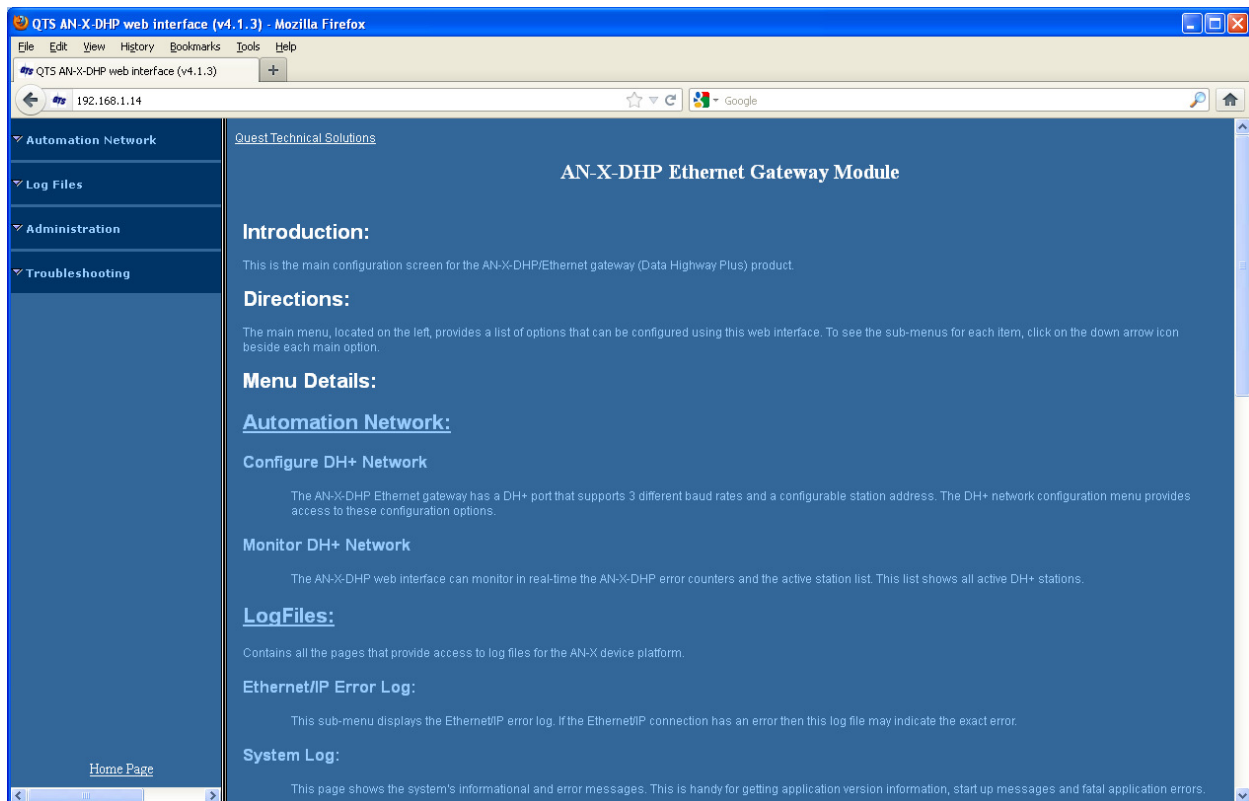 QTS AN-X-DHP web interface (v4.1.3) - Mozilla Firefox
File Edit View History Bookmarks Tools Help
QTS QTS AN-X-DHP web interface (v4.1.3) +
QTS 192.168.1.14 Google
Automation Network
Log Files
Administration
Troubleshooting
Home Page
Quest Technical Solutions
AN-X-DHP Ethernet Gateway Module
Introduction:
This is the main configuration screen for the AN-X-DHP/Ethernet gateway (Data Highway Plus) product.
Directions:
The main menu, located on the left, provides a list of options that can be configured using this web interface. To see the sub-menus for each item, click on the down arrow icon
beside each main option.
Menu Details:
Automation Network:
Configure DH+ Network
The AN-X-DHP Ethernet gateway has a DH+ port that supports 3 different baud rates and a configurable station address. The DH+ network configuration menu provides
access to these configuration options.
Monitor DH+ Network
The AN-X-DHP web interface can monitor in real-time the AN-X-DHP error counters and the active station list. This list shows all active DH+ stations.
LogFiles:
Contains all the pages that provide access to log files for the AN-X device platform.
Ethernet/IP Error Log:
This sub-menu displays the Ethernet/IP error log. If the Ethernet/IP connection has an error then this log file may indicate the exact error.
System Log:
This page shows the system's informational and error messages. This is handy for getting application version information, start up messages and fatal application errors.